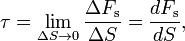 τ = lim_{ΔS→0} ΔF_s/ΔS = dF_s/dS,